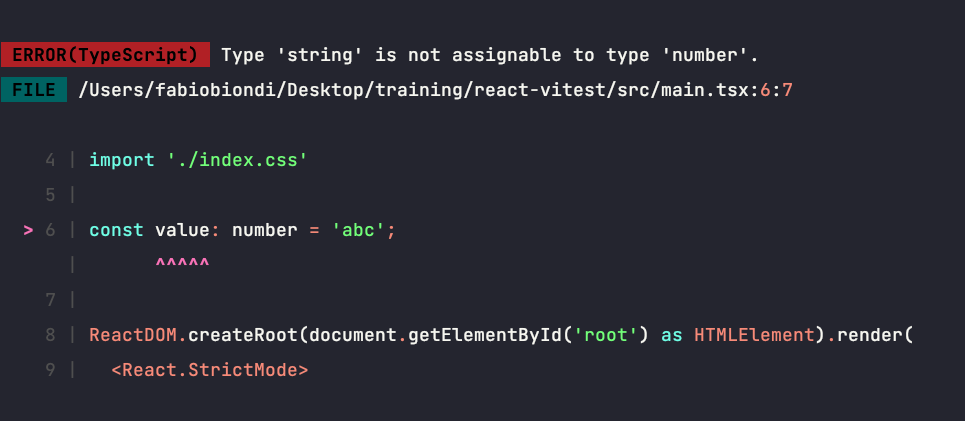 ERROR(TypeScript) Type 'string' is not assignable to type 'number'.
FILE /Users/fabiobiondi/Desktop/training/react-vitest/src/main.tsx:6:7
4 | import './index.css'
5 |
> 6 | const value: number = 'abc';
| ^^^^^
7 |
8 | ReactDOM.createRoot(document.getElementById('root') as HTMLElement).render(
9 | <React.StrictMode>